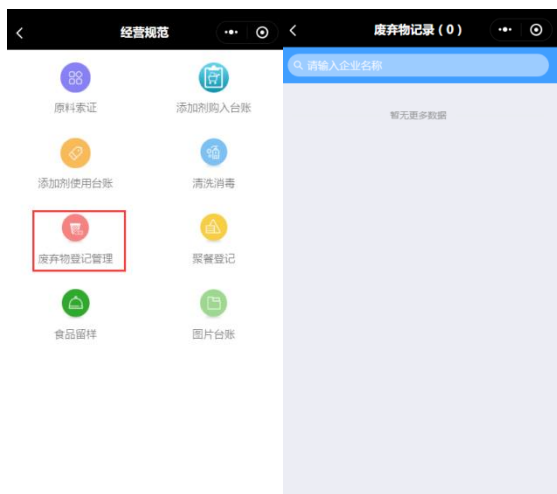 经营规范
原料索证
添加剂购入台账
添加剂使用台账
清洗消毒
废弃物登记管理
聚餐登记
食品留样
图片台账
废弃物记录（0）
请输入企业名称
暂无更多数据